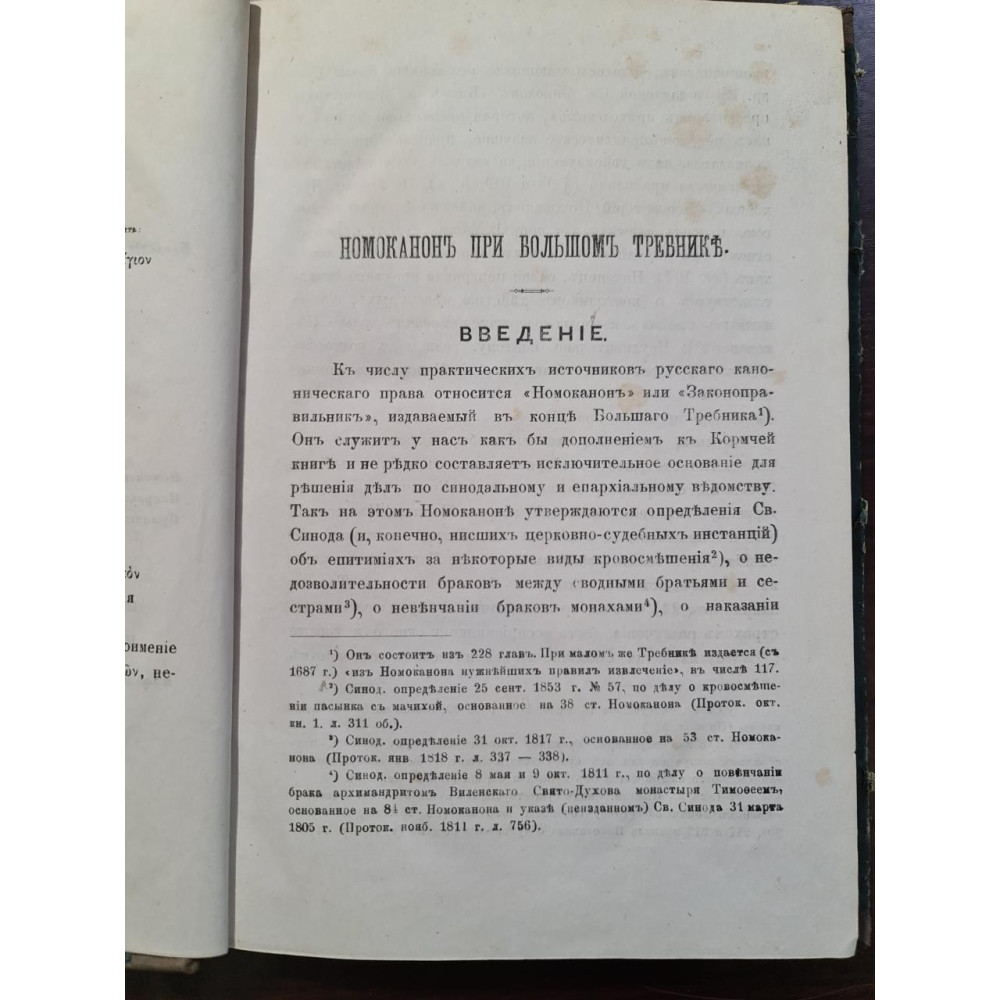 ить:
ή́γιον
τὸν
я
рименіе
ῶν, не-
НОМОКАНОНЪ ПРИ БОЛЬШОМЪ ТРЕБНИКѢ.
ВВЕДЕНІЕ.
Къ числу практическихъ источниковъ русскаго кано-
ническаго права относится «Номоканонъ» или «Законопра-
вильникъ», издаваемый въ концѣ Большаго Требника¹).
Онъ служитъ у насъ какъ бы дополненіемъ къ Кормчей
книгѣ и не рѣдко составляетъ исключительное основаніе для
рѣшенія дѣлъ по синодальному и епархіальному вѣдомству.
Такъ на этомъ Номоканонѣ утверждаются опредѣленія Св.
Синода (и, конечно, нисшихъ церковно-судебныхъ инстанцій)
объ епитиміяхъ за нѣкоторые виды кровосмѣшенія²), о не-
дозволительности браковъ между сводными братьями и се-
страми³), о невѣнчаніи браковъ монахами⁴), о наказаніи
¹) Онъ состоитъ изъ 228 главъ. При маломъ же Требникѣ издается (съ
1687 г.) «изъ Номоканона нужнѣйшихъ правилъ извлеченіе», въ числѣ 117.
²) Синод. опредѣленіе 25 сент. 1853 г. № 57, по дѣлу о кровосмѣше-
ніи пасынка съ мачихой, основанное на 38 ст. Номоканона (Проток. окт.
кн. 1. л. 311 об.).
³) Синод. опредѣленіе 31 окт. 1817 г., основанное на 53 ст. Номока-
нона (Проток. янв 1818 г. л. 337 — 338).
⁴) Синод. опредѣленіе 8 мая и 9 окт. 1811 г., по дѣлу о повѣнчаніи
брака архимандритомъ Виленскаго Свято-Духова монастыря Тимоѳеемъ,
основанное на 84 ст. Номоканона и указѣ (неизданномъ) Св. Синода 31 марта
1805 г. (Проток. нояб. 1811 г. л. 756).